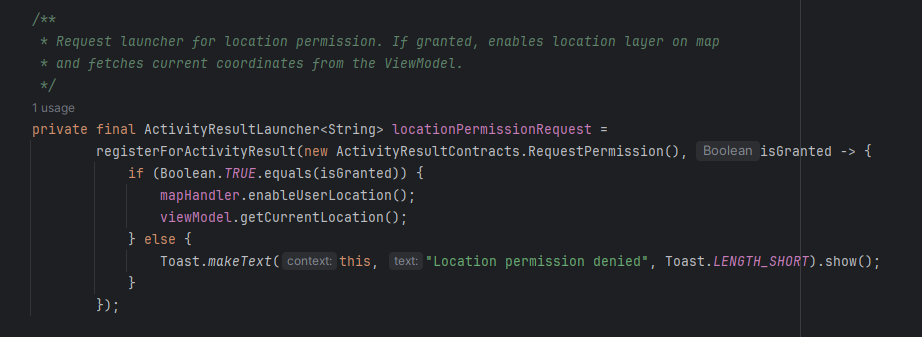 /**
 * Request launcher for location permission. If granted, enables location layer on map
 * and fetches current coordinates from the ViewModel.
 */
1 usage
private final ActivityResultLauncher<String> locationPermissionRequest =
        registerForActivityResult(new ActivityResultContracts.RequestPermission(), Boolean isGranted -> {
            if (Boolean.TRUE.equals(isGranted)) {
                mapHandler.enableUserLocation();
                viewModel.getCurrentLocation();
            } else {
                Toast.makeText( context: this, text: "Location permission denied", Toast.LENGTH_SHORT).show();
            }
        });